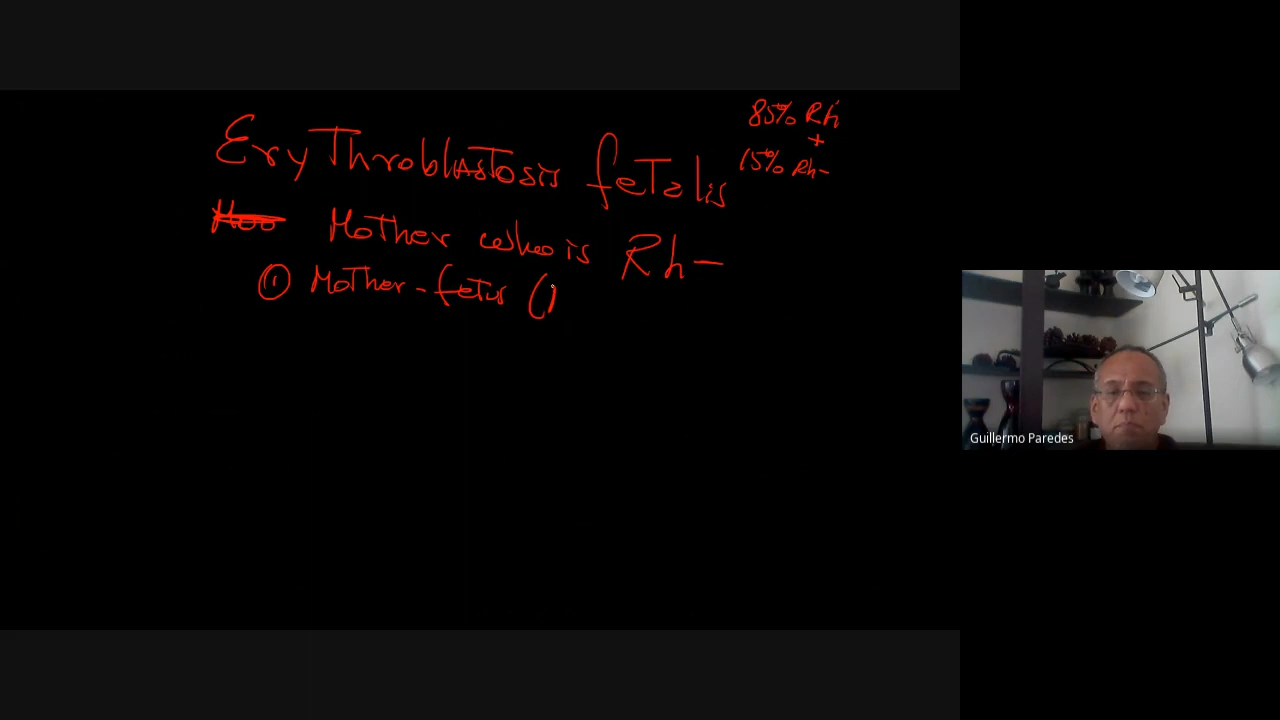 Erythroblastosis fetalis
85% Rh
+
15% Rh-
Mother who is Rh-
① Mother - fetus (
Guillermo Paredes